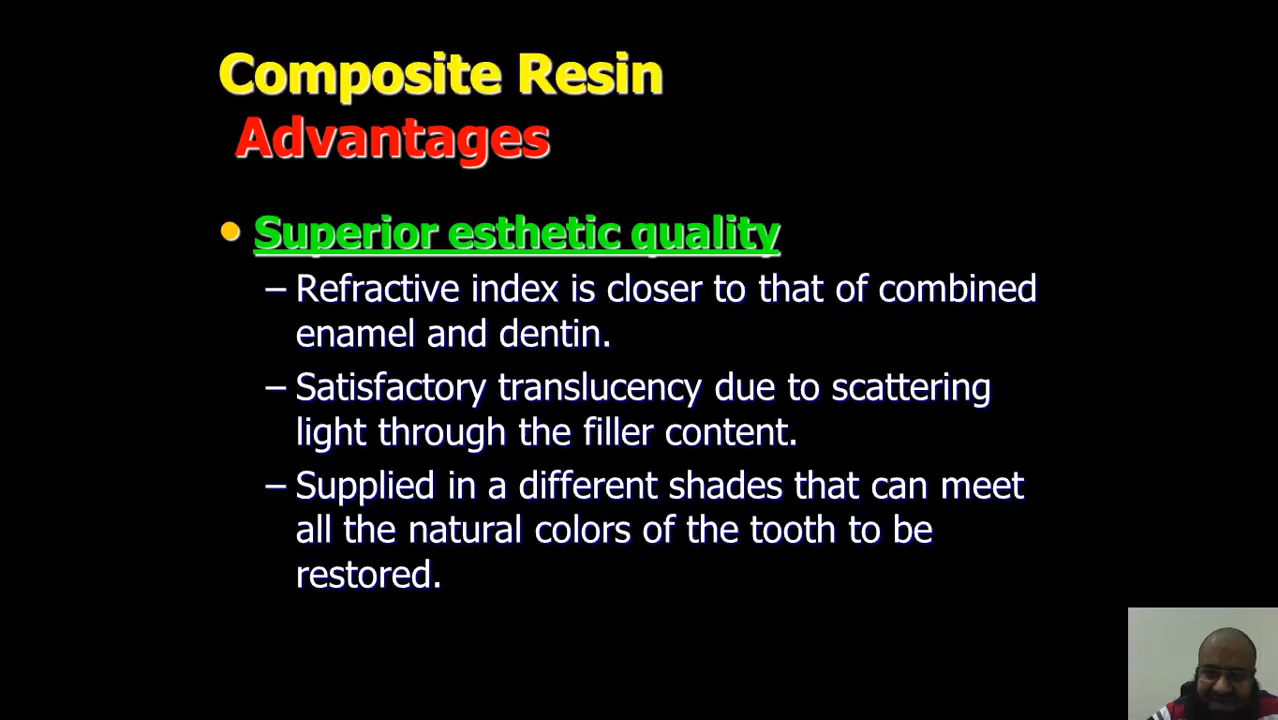 Composite Resin
Advantages
• Superior esthetic quality
– Refractive index is closer to that of combined
enamel and dentin.
– Satisfactory translucency due to scattering
light through the filler content.
– Supplied in a different shades that can meet
all the natural colors of the tooth to be
restored.